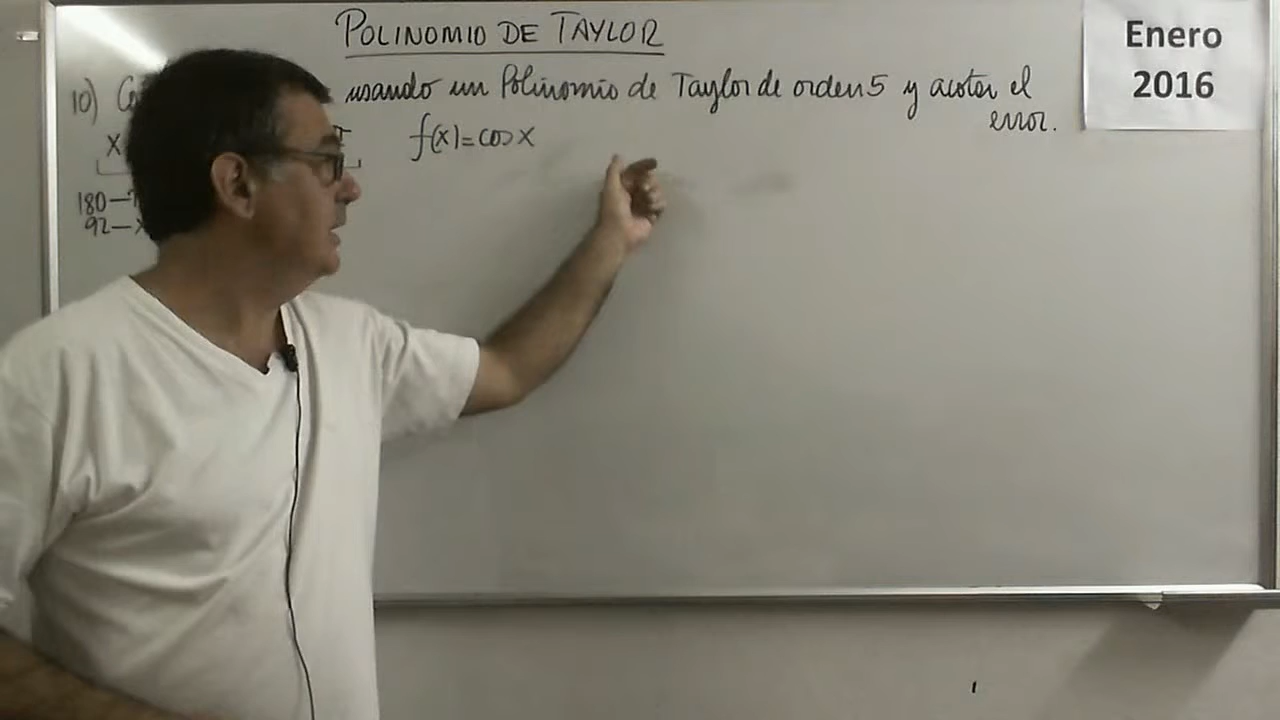 POLINOMIO DE TAYLOR
Enero
2016
10) usando un Polinomio de Taylor de orden 5 y acotar el
error.
x f(x)=cos x
180—
92—x